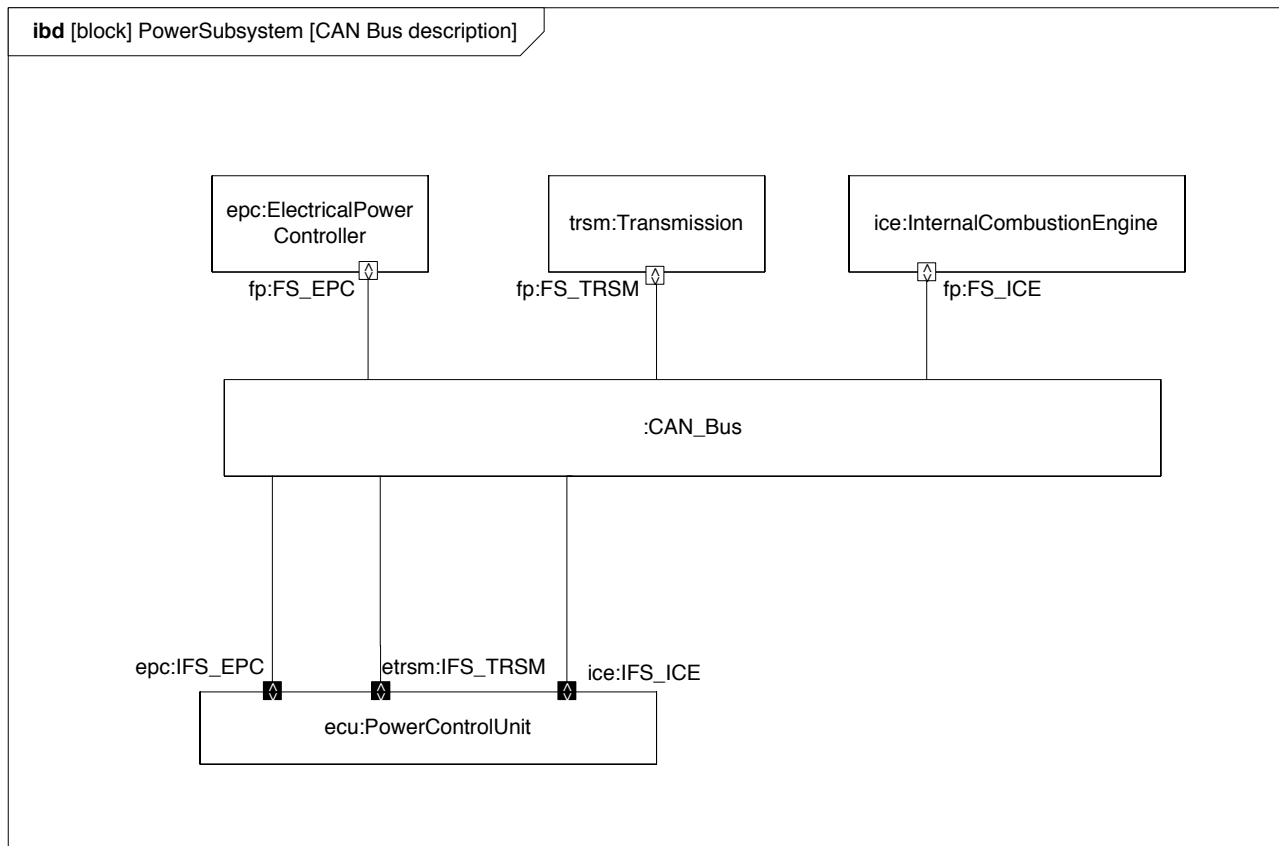 ibd [block] PowerSubsystem [CAN Bus description]
epc:ElectricalPower
Controller
trsm:Transmission
ice:InternalCombustionEngine
fp:FS_EPC
fp:FS_TRSM
fp:FS_ICE
:CAN_Bus
epc:IFS_EPC
etrsm:IFS_TRSM
ice:IFS_ICE
ecu:PowerControlUnit